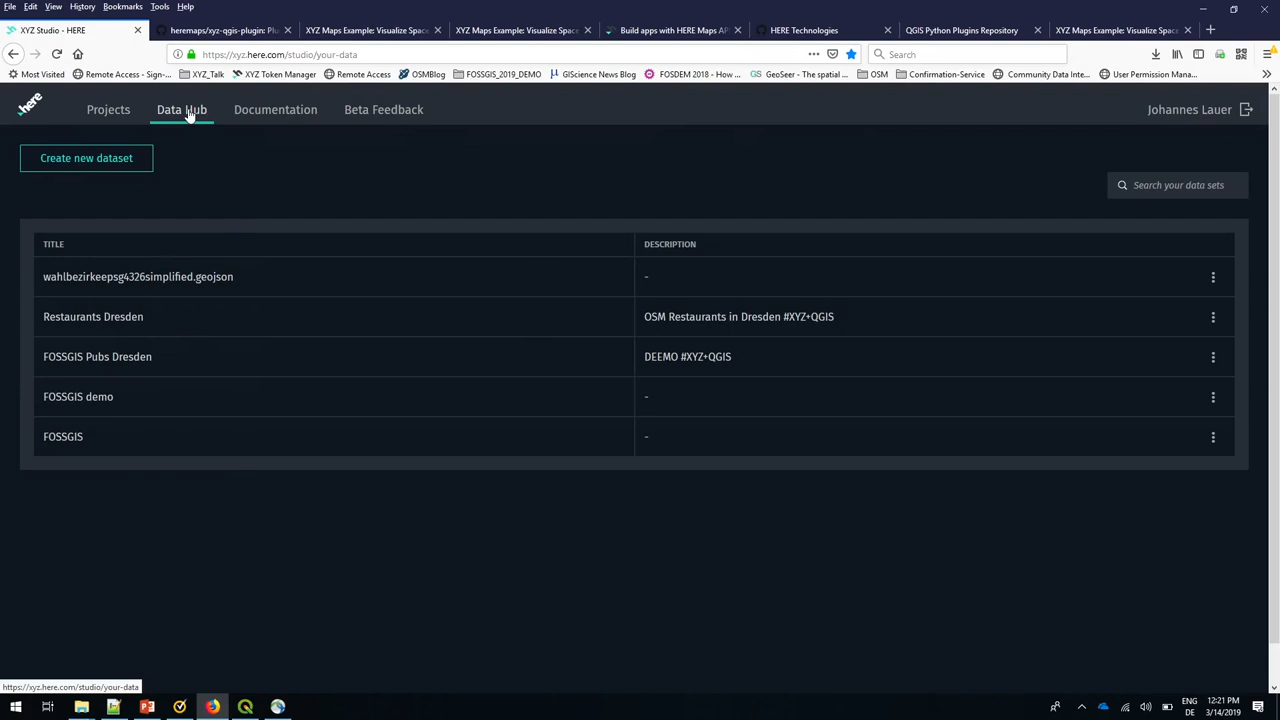 File Edit View History Bookmarks Tools Help
XYZ Studio - HERE
heremaps/xyz-qgis-plugin: Plu
XYZ Maps Example: Visualize Space
XYZ Maps Example: Visualize Space
Build apps with HERE Maps AP
HERE Technologies
QGIS Python Plugins Repository
XYZ Maps Example: Visualize Space
https://xyz.here.com/studio/your-data
Search
Most Visited
Remote Access - Sign-...
XYZ_Talk
XYZ Token Manager
Remote Access
OSMBlog
FOSSGIS_2019_DEMO
GIScience News Blog
FOSDEM 2018 - How ...
GeoSeer - The spatial ...
OSM
Confirmation-Service
Community Data Inte...
User Permission Mana...
here
Projects
Data Hub
Documentation
Beta Feedback
Johannes Lauer
Create new dataset
Search your data sets
TITLE
DESCRIPTION
wahlbezirkeepsg4326simplified.geojson
-
Restaurants Dresden
OSM Restaurants in Dresden #XYZ+QGIS
FOSSGIS Pubs Dresden
DEEMO #XYZ+QGIS
FOSSGIS demo
-
FOSSGIS
-
https://xyz.here.com/studio/your-data
ENG
DE
12:21 PM
3/14/2019